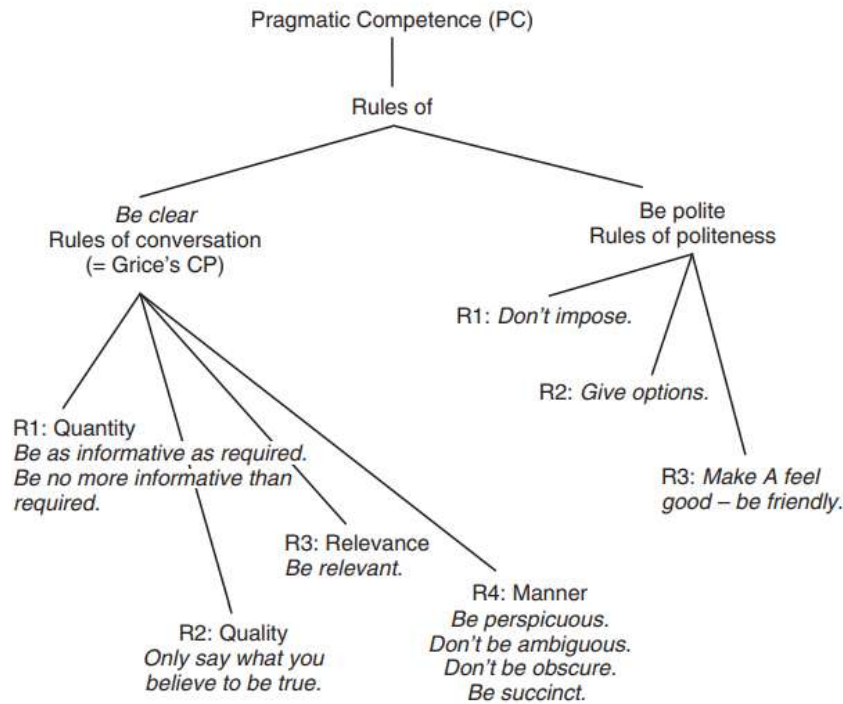 Pragmatic Competence (PC)
Rules of
Be clear
Rules of conversation
(= Grice's CP)
Be polite
Rules of politeness
R1: Don't impose.
R2: Give options.
R3: Make A feel
good – be friendly.
R1: Quantity
Be as informative as required.
Be no more informative than
required.
R2: Quality
Only say what you
believe to be true.
R3: Relevance
Be relevant.
R4: Manner
Be perspicuous.
Don't be ambiguous.
Don't be obscure.
Be succinct.